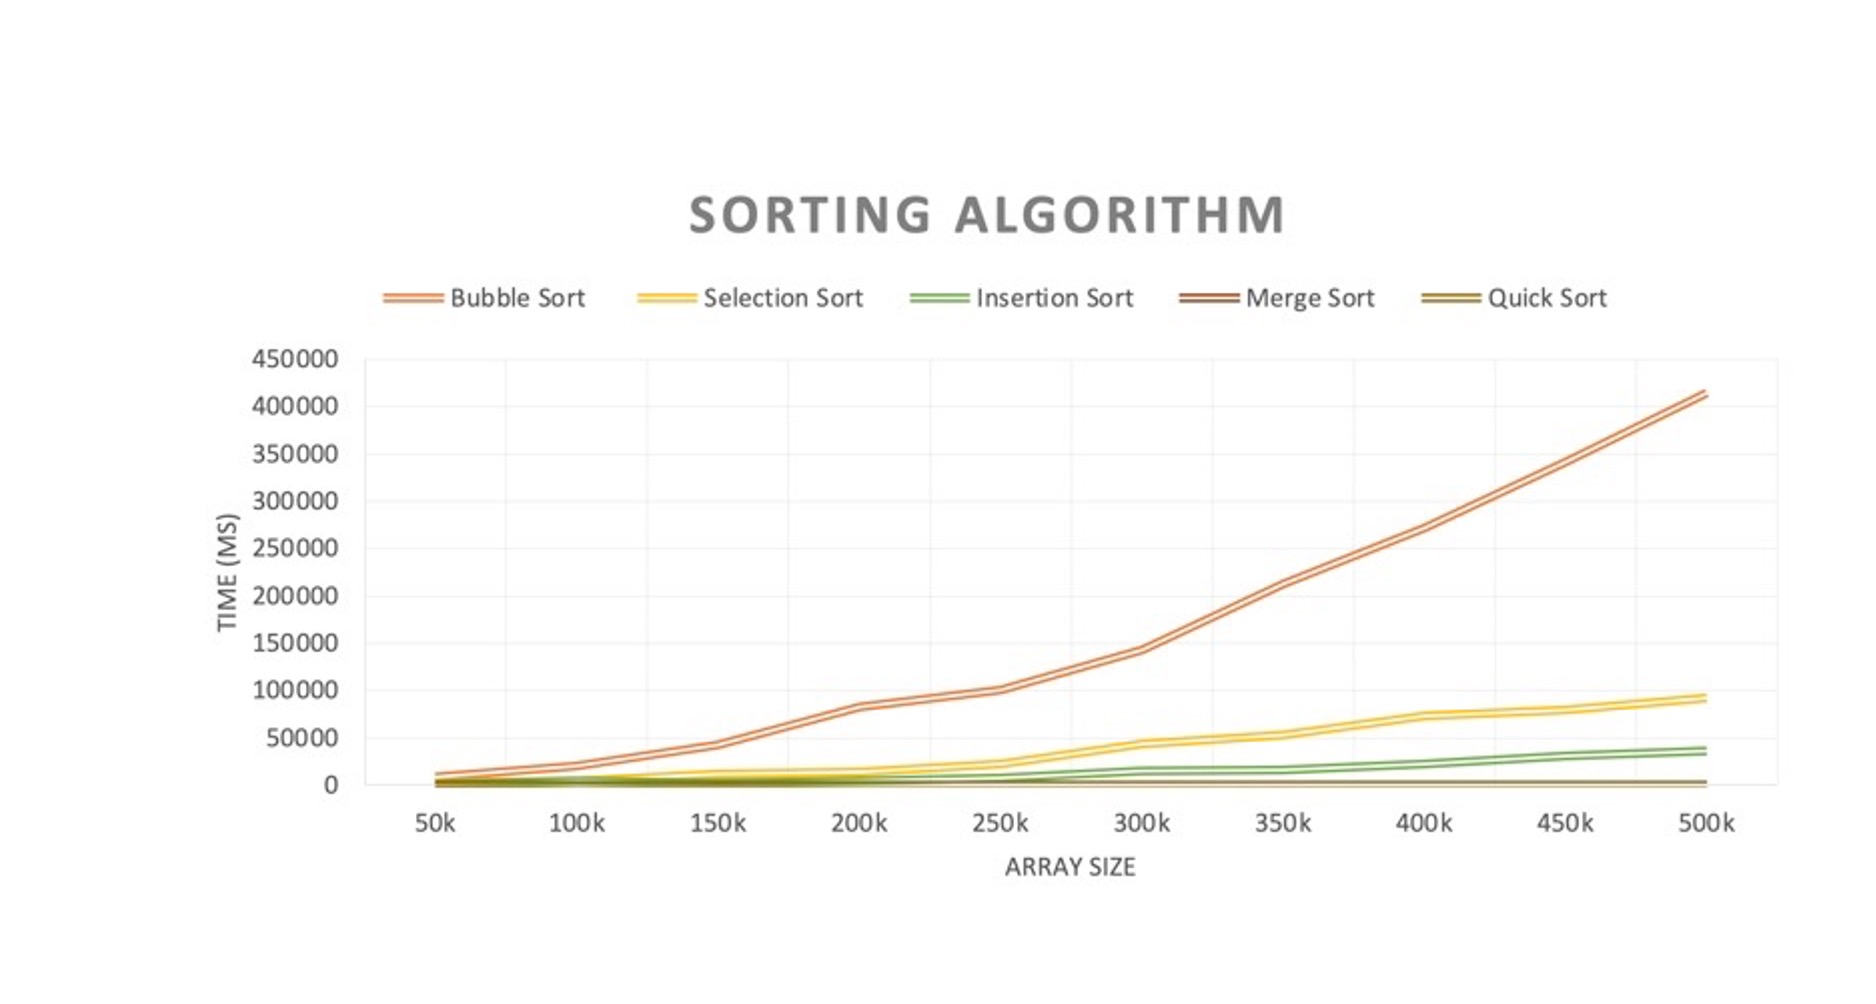 SORTING ALGORITHM
Bubble Sort Selection Sort Insertion Sort Merge Sort Quick Sort
450000
400000
350000
300000
250000
200000
150000
100000
50000
0
TIME (MS)
50k 100k 150k 200k 250k 300k 350k 400k 450k 500k
ARRAY SIZE